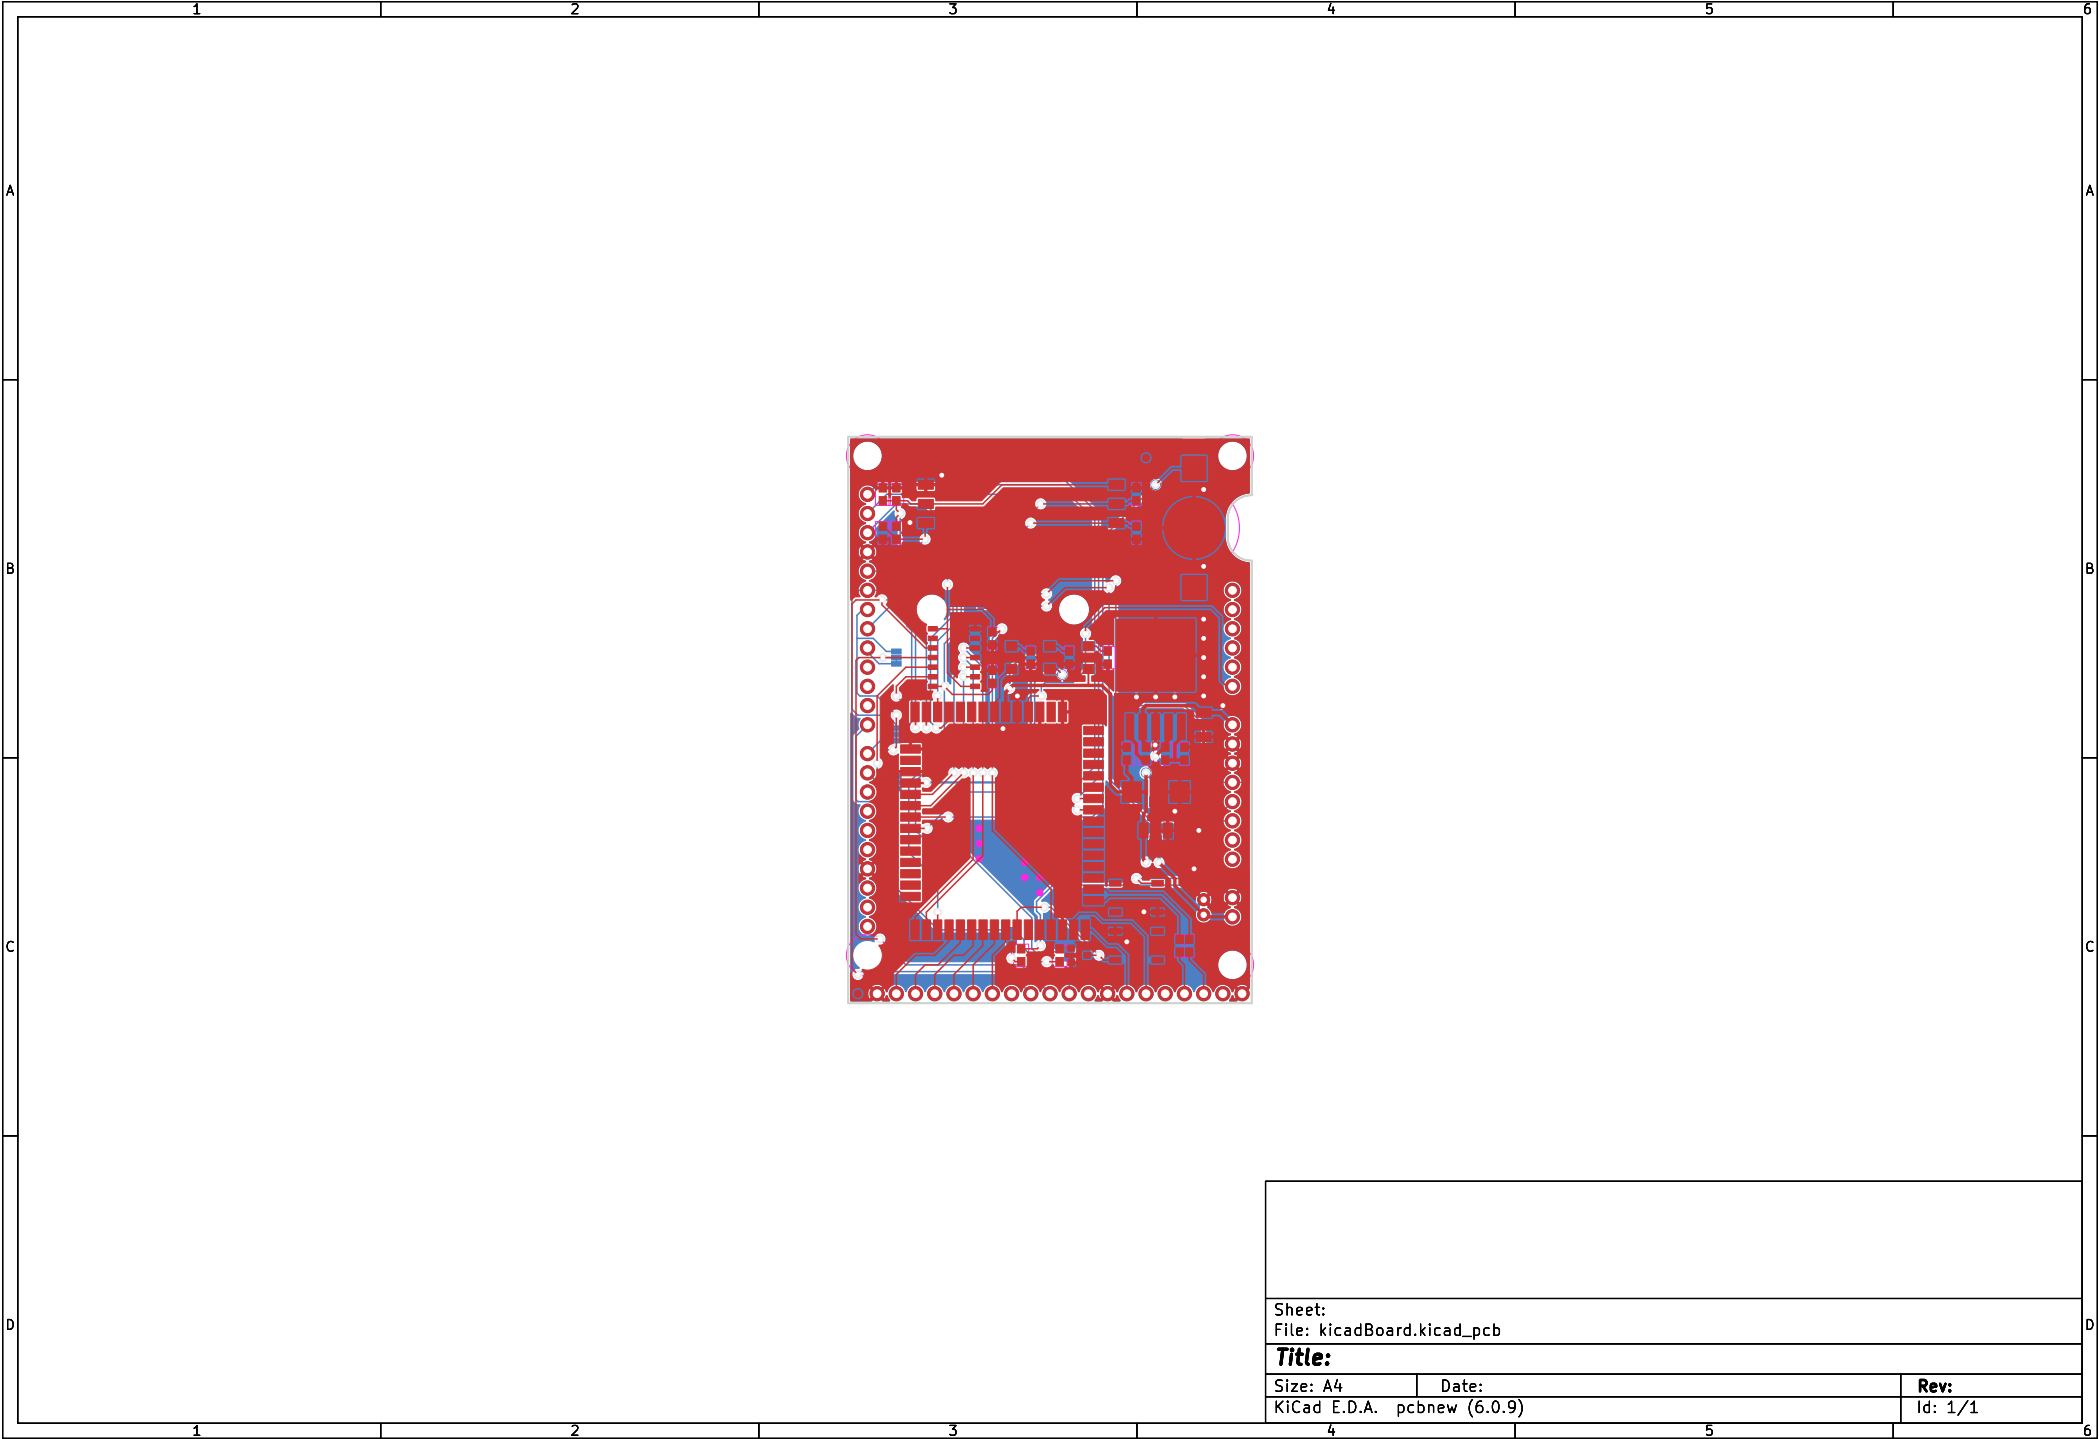 1 2 3 4 5 6
A A
B B
C C
D D
Sheet:
File: kicadBoard.kicad_pcb
Title:
Size: A4 Date: Rev:
KiCad E.D.A. pcbnew (6.0.9) Id: 1/1
1 2 3 4 5 6